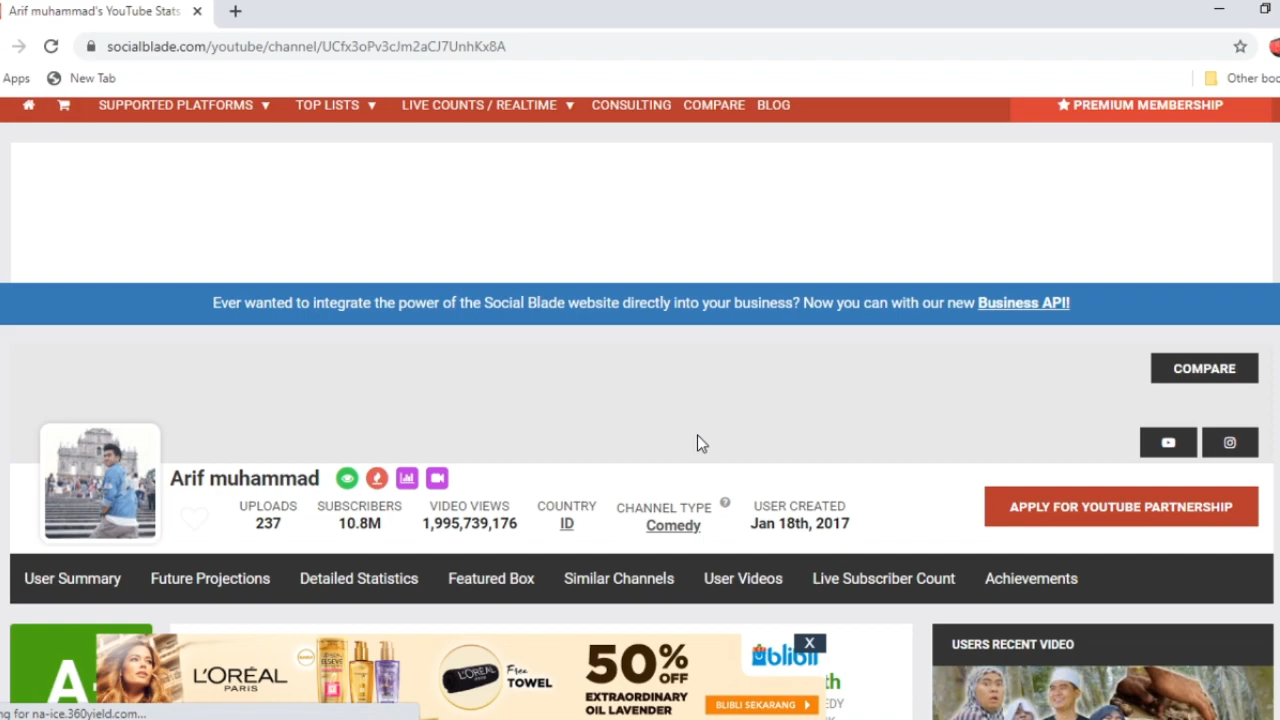 Arif muhammad's YouTube Stats
socialblade.com/youtube/channel/UCfx3oPv3cJm2aCJ7UnhKx8A
Apps New Tab Other boo
SUPPORTED PLATFORMS ▼ TOP LISTS ▼ LIVE COUNTS / REALTIME ▼ CONSULTING COMPARE BLOG ★ PREMIUM MEMBERSHIP
Ever wanted to integrate the power of the Social Blade website directly into your business? Now you can with our new Business API!
COMPARE
Arif muhammad
UPLOADS SUBSCRIBERS VIDEO VIEWS COUNTRY CHANNEL TYPE ? USER CREATED
237 10.8M 1,995,739,176 ID Comedy Jan 18th, 2017
APPLY FOR YOUTUBE PARTNERSHIP
User Summary Future Projections Detailed Statistics Featured Box Similar Channels User Videos Live Subscriber Count Achievements
USERS RECENT VIDEO
A-
L'ORÉAL
PARIS
L'ORÉAL
Free
TOWEL
50% OFF
EXTRAORDINARY
OIL LAVENDER
X
blibli
BLIBLI SEKARANG
th
EDY
ng for na-ice.360yield.com...